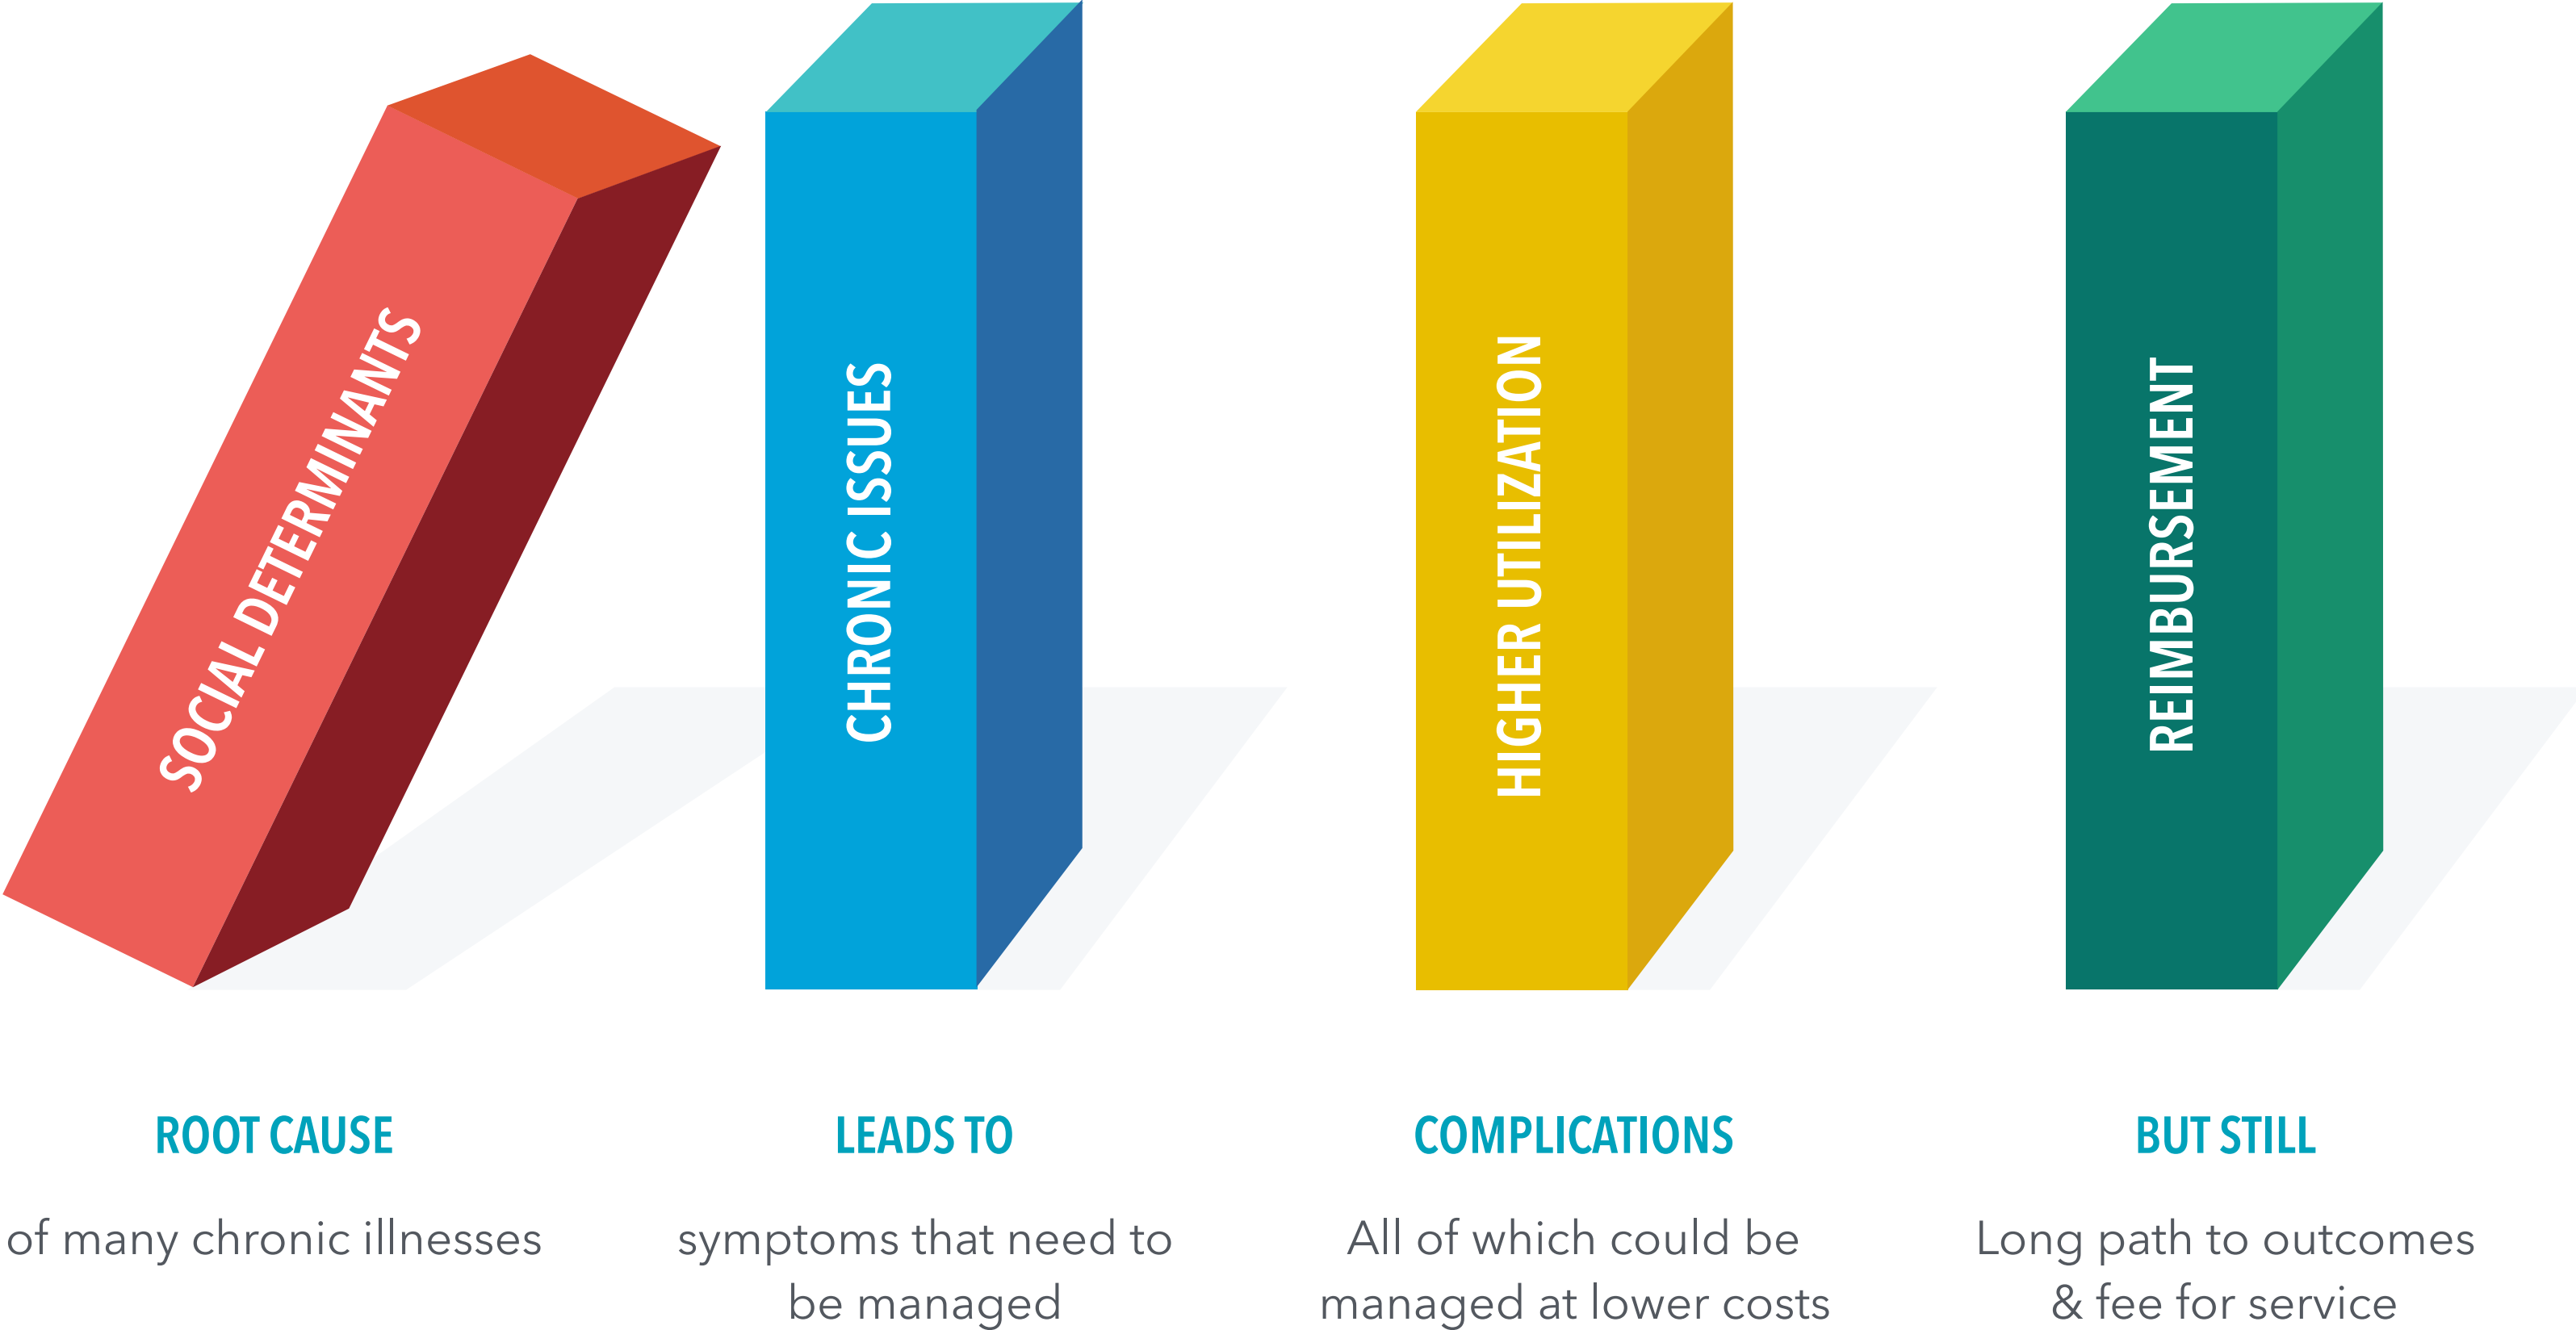 SOCIAL DETERMINANTS
CHRONIC ISSUES
HIGHER UTILIZATION
REIMBURSEMENT
ROOT CAUSE
of many chronic illnesses
LEADS TO
symptoms that need to
be managed
COMPLICATIONS
All of which could be
managed at lower costs
BUT STILL
Long path to outcomes
& fee for service